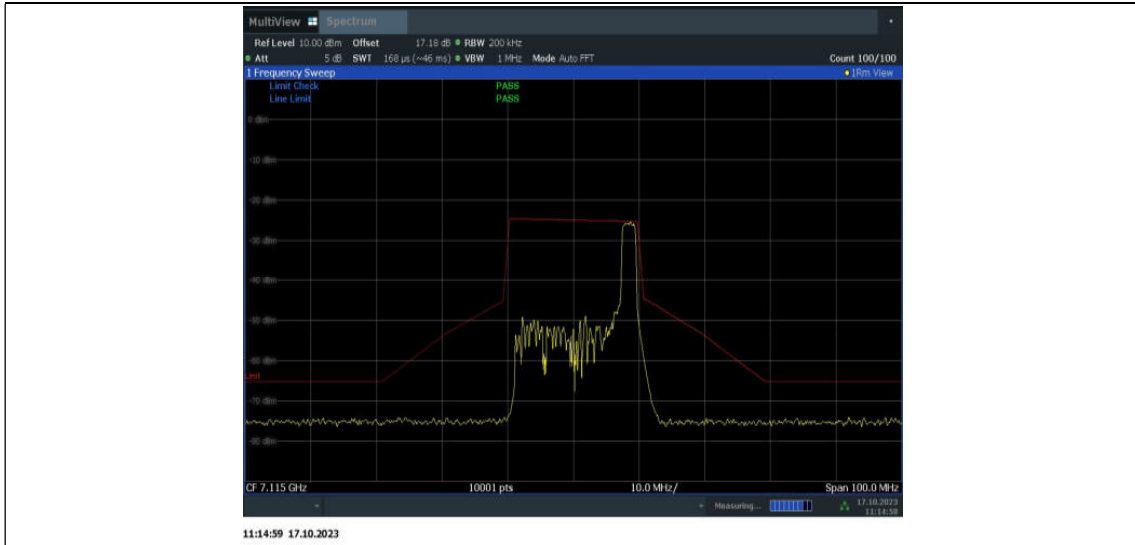 MultiView Spectrum
Ref Level 10.00 dBm Offset 17.18 dB RBW 200 kHz
Att 5 dB SWT 168 µs (~46 ms) VBW 1 MHz Mode Auto FFT Count 100/100
1 Frequency Sweep 1Rm View
Limit Check PASS
Line Limit PASS
0 dBm
-10 dBm
-20 dBm
-30 dBm
-40 dBm
-50 dBm
-60 dBm
Limit
-70 dBm
-80 dBm
CF 7.115 GHz 10001 pts 10.0 MHz/ Span 100.0 MHz
Measuring... 17.10.2023
11:14:58
11:14:59 17.10.2023